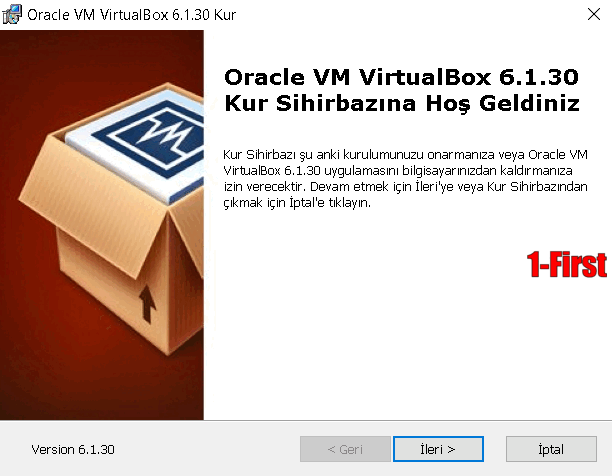 Oracle VM VirtualBox 6.1.30 Kur
Oracle VM VirtualBox 6.1.30
Kur Sihirbazına Hoş Geldiniz
Kur Sihirbazı şu anki kurulumunuzu onarmanıza veya Oracle VM
VirtualBox 6.1.30 uygulamasını bilgisayarınızdan kaldırmanıza
izin verecektir. Devam etmek için İleri'ye veya Kur Sihirbazından
çıkmak için İptal'e tıklayın.
1-First
Version 6.1.30
< Geri
İleri >
İptal